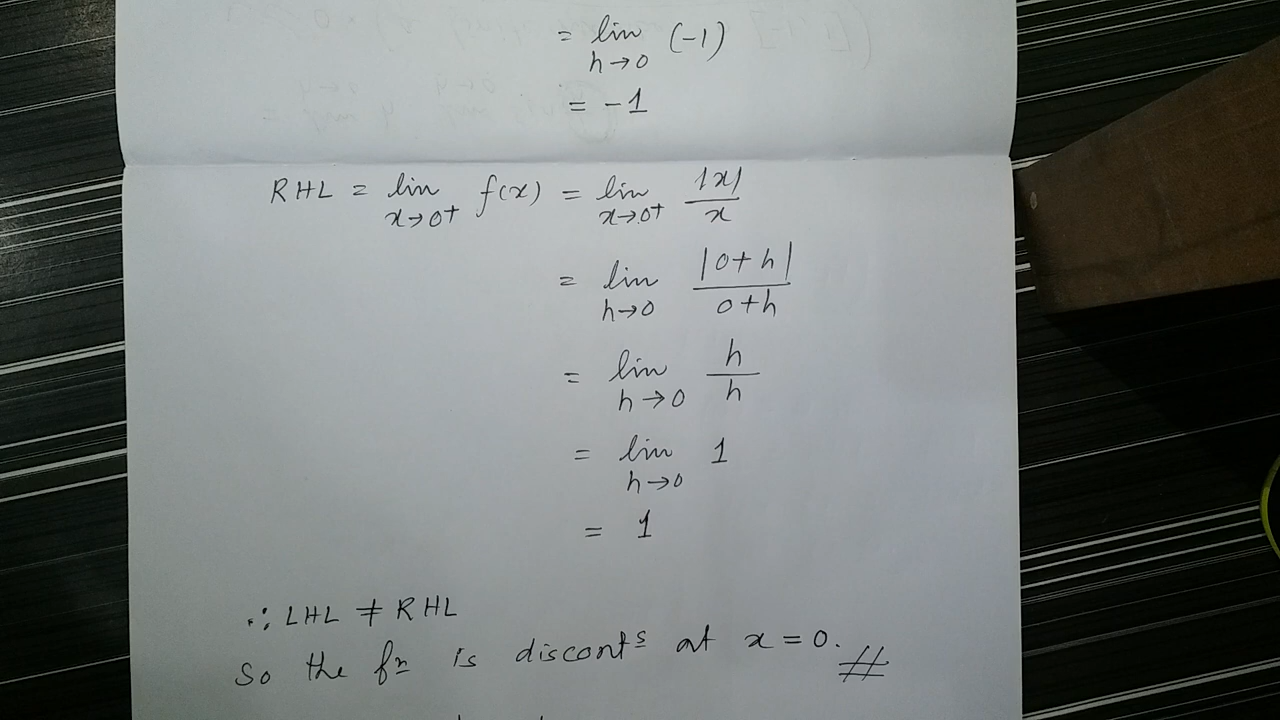 = lim (-1)
h→0
= -1
RHL = lim f(x) = lim |x|/x
x→0+ x→0+
= lim |0+h|/0+h
h→0
= lim h/h
h→0
= lim 1
h→0
= 1
∵ LHL ≠ RHL
So the fn is discontS at x = 0. //